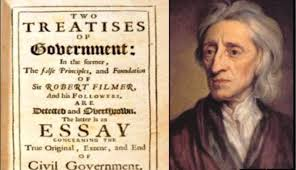 TWO
TREATISES
OF
Government:
In the former,
The false Principles, and Foundation
OF
Sir ROBERT FILMER,
And his FOLLOWERS,
ARE
Detected and Overthrown.
The latter is an
ESSAY
CONCERNING THE
True Original, Extent, and End
OF
Civil Government.